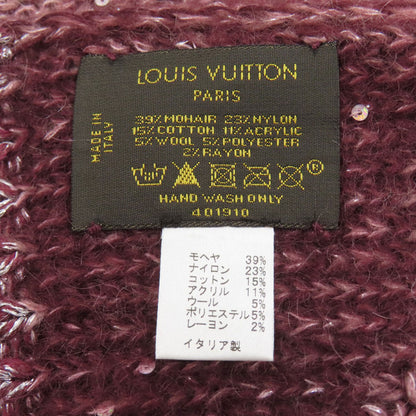 LOUIS VUITTON
PARIS
39% MOHAIR 23% NYLON
15% COTTON 11% ACRYLIC
5% WOOL 5% POLYESTER
2% RAYON
MADE IN
ITALY
HAND WASH ONLY
401910
モヘヤ 39%
ナイロン 23%
コットン 15%
アクリル 11%
ウール 5%
ポリエステル 5%
レーヨン 2%
イタリア製